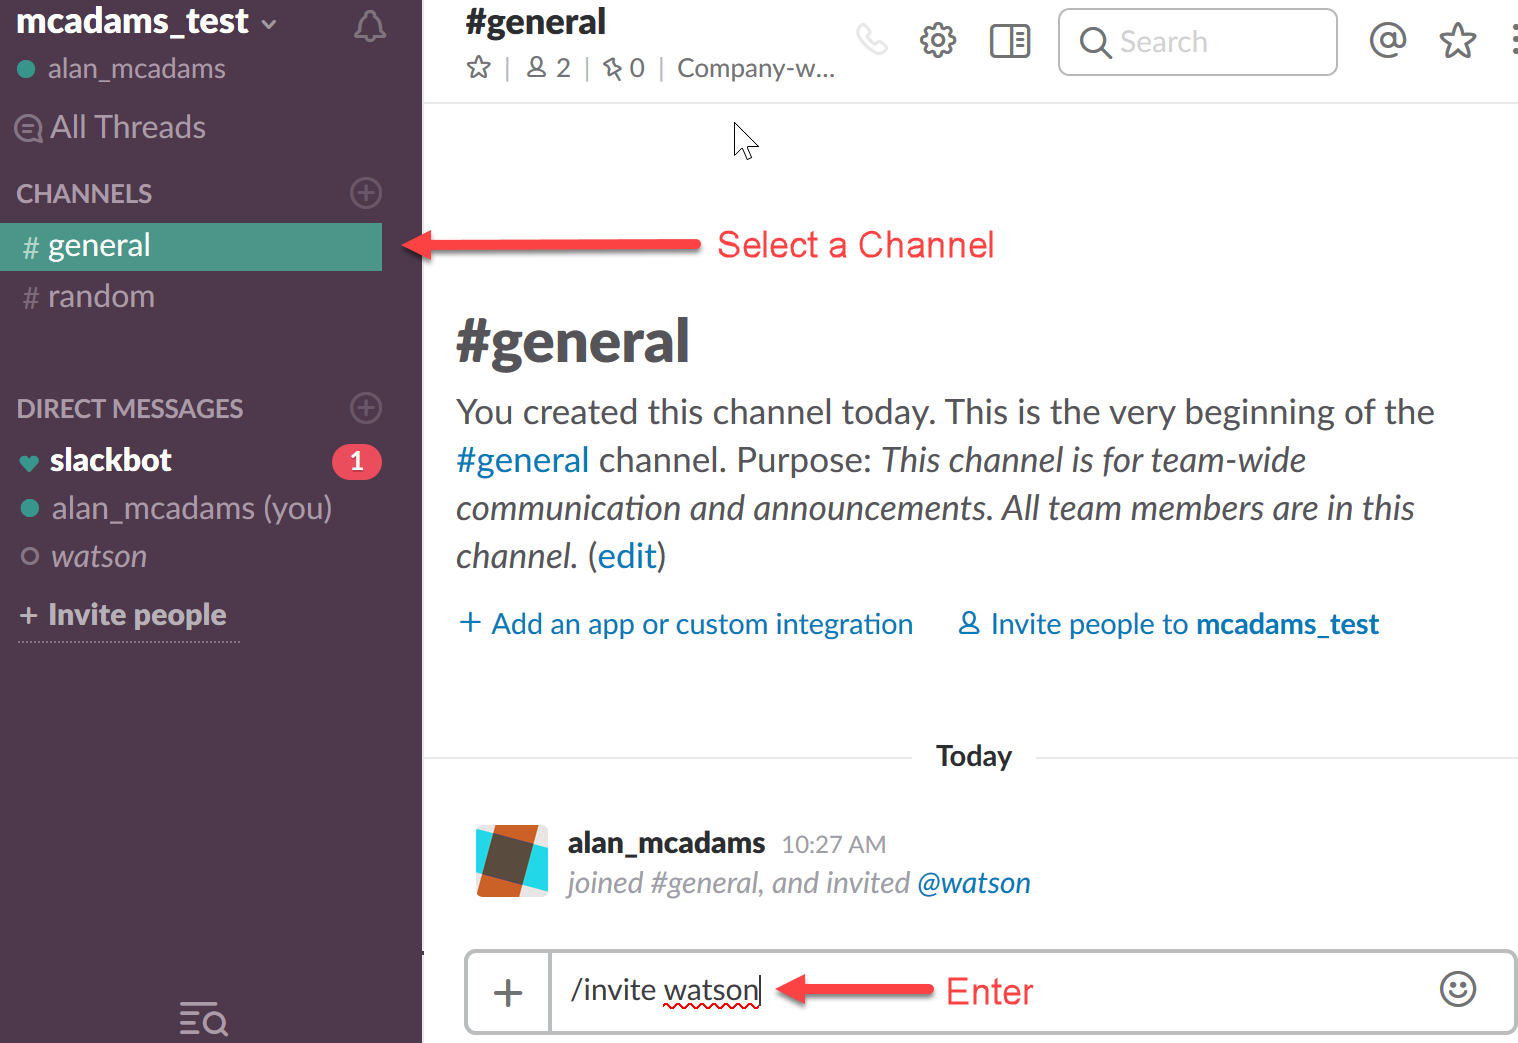 mcadams_test
alan_mcadams
All Threads
CHANNELS
# general
# random
DIRECT MESSAGES
slackbot 1
alan_mcadams (you)
watson
+ Invite people
#general
2 | 0 | Company-w...
Search
Select a Channel
#general
You created this channel today. This is the very beginning of the
#general channel. Purpose: This channel is for team-wide
communication and announcements. All team members are in this
channel. (edit)
+ Add an app or custom integration Invite people to mcadams_test
Today
alan_mcadams 10:27 AM
joined #general, and invited @watson
/invite watson Enter